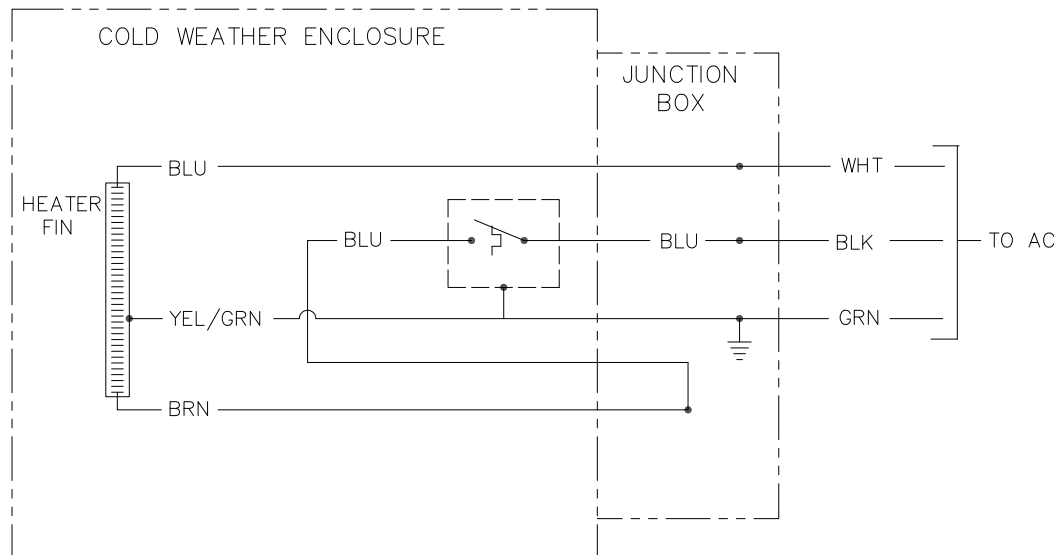 COLD WEATHER ENCLOSURE
JUNCTION
BOX
BLU
WHT
HEATER
FIN
BLU
BLU
BLK
TO AC
YEL/GRN
GRN
BRN